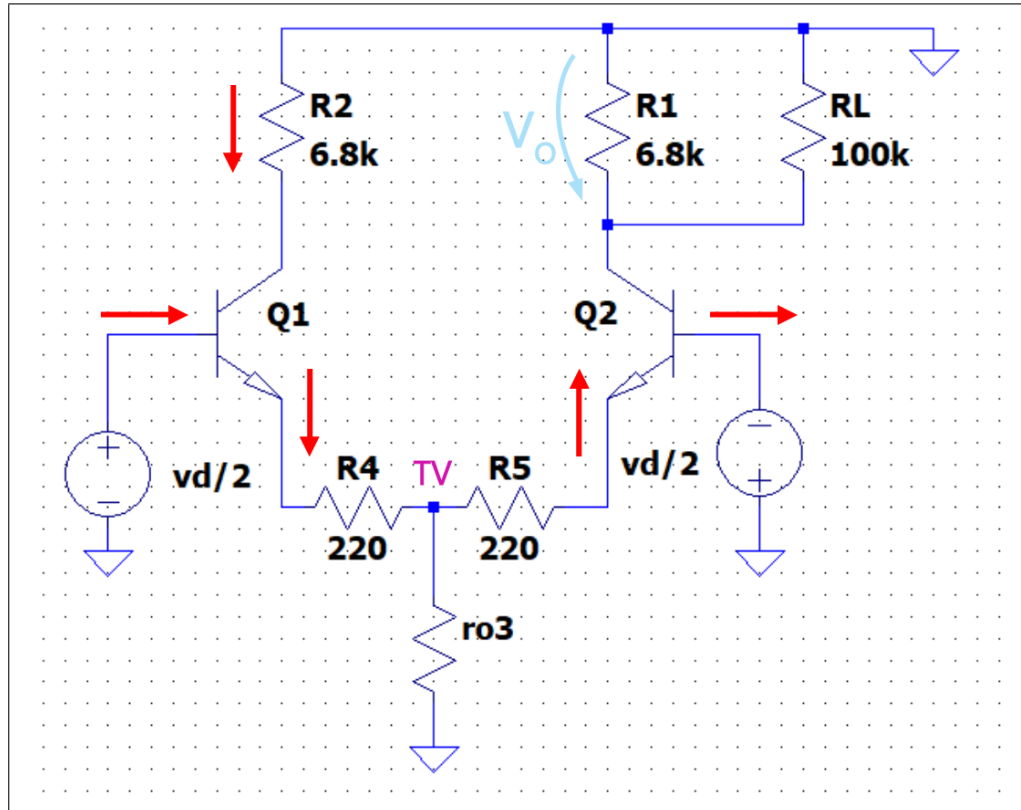 R2
6.8k
Vo
R1
6.8k
RL
100k
Q1
Q2
+
-
vd/2
R4
220
TV
R5
220
vd/2
-
+
ro3